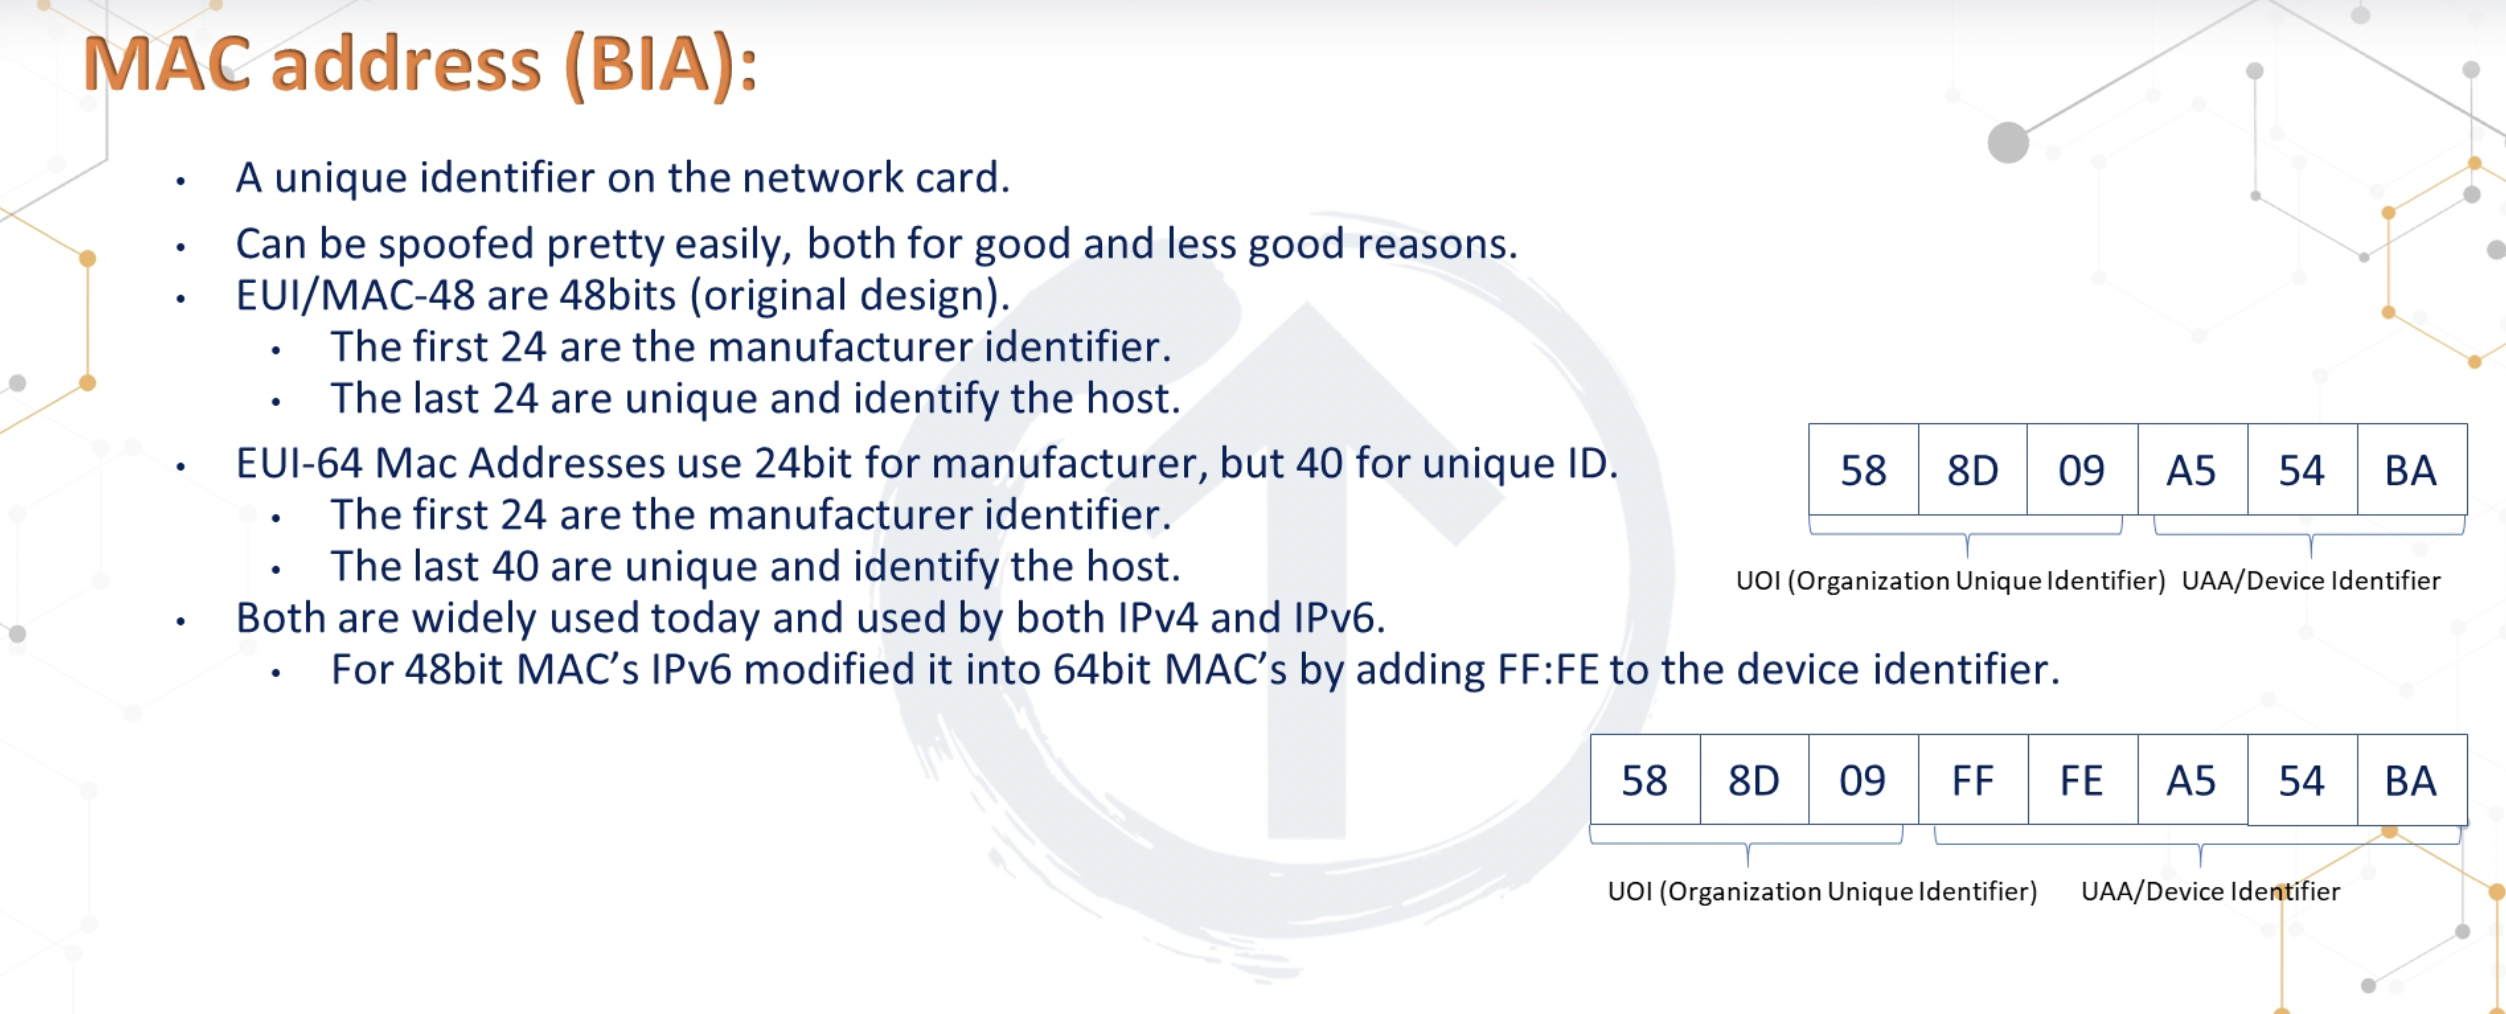 MAC address (BIA):
• A unique identifier on the network card.
• Can be spoofed pretty easily, both for good and less good reasons.
• EUI/MAC-48 are 48bits (original design).
• The first 24 are the manufacturer identifier.
• The last 24 are unique and identify the host.
• EUI-64 Mac Addresses use 24bit for manufacturer, but 40 for unique ID.
• The first 24 are the manufacturer identifier.
• The last 40 are unique and identify the host.
• Both are widely used today and used by both IPv4 and IPv6.
• For 48bit MAC’s IPv6 modified it into 64bit MAC’s by adding FF:FE to the device identifier.
58 8D 09 A5 54 BA
UOI (Organization Unique Identifier) UAA/Device Identifier
58 8D 09 FF FE A5 54 BA
UOI (Organization Unique Identifier) UAA/Device Identifier